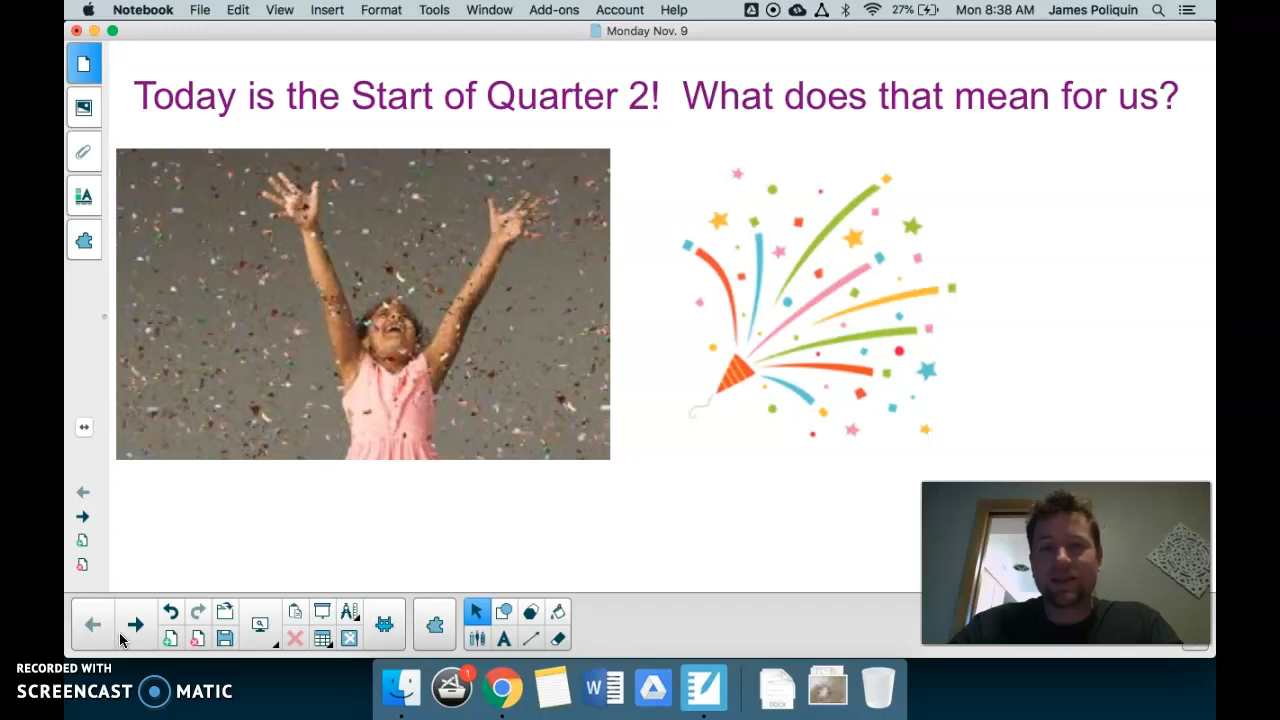 Notebook File Edit View Insert Format Tools Window Add-ons Account Help 27% Mon 8:38 AM James Poliquin
Monday Nov. 9
Today is the Start of Quarter 2! What does that mean for us?
A
A
A
1
W
DOCX
RECORDED WITH
SCREENCAST MATIC